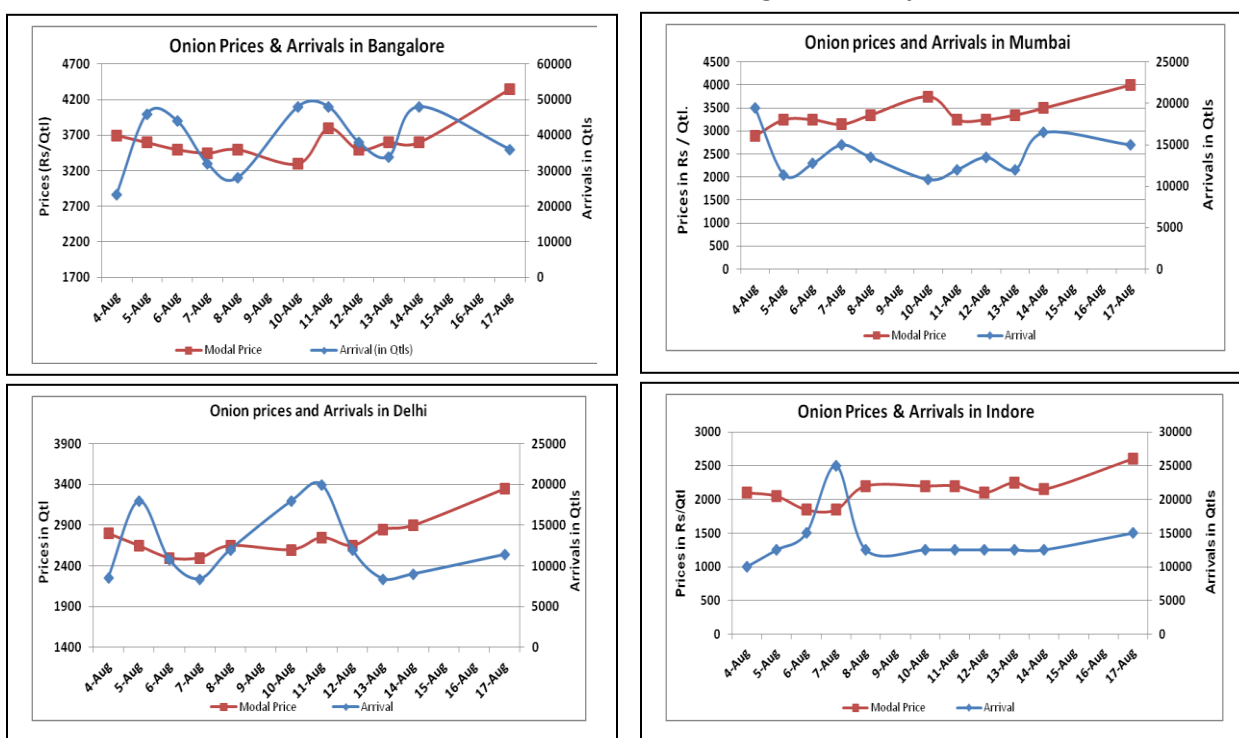 Onion Prices & Arrivals in Bangalore
Prices (Rs/Qtl)
4700
4200
3700
3200
2700
2200
1700
60000
50000
40000
30000
20000
10000
0
Arrivals in Qtls
4-Aug
5-Aug
6-Aug
7-Aug
8-Aug
9-Aug
10-Aug
11-Aug
12-Aug
13-Aug
14-Aug
15-Aug
16-Aug
17-Aug
Modal Price
Arrival (in Qtls)
Onion prices and Arrivals in Mumbai
Prices in Rs / Qtl.
4500
4000
3500
3000
2500
2000
1500
1000
500
0
25000
20000
15000
10000
5000
0
Arrivals in Qtls
4-Aug
5-Aug
6-Aug
7-Aug
8-Aug
9-Aug
10-Aug
11-Aug
12-Aug
13-Aug
14-Aug
15-Aug
16-Aug
17-Aug
Modal Price
Arrival
Onion prices and Arrivals in Delhi
Prices in Qtl
3900
3400
2900
2400
1900
1400
25000
20000
15000
10000
5000
0
Arrivals in Qtls
4-Aug
5-Aug
6-Aug
7-Aug
8-Aug
9-Aug
10-Aug
11-Aug
12-Aug
13-Aug
14-Aug
15-Aug
16-Aug
17-Aug
Modal Price
Arrival
Onion Prices & Arrivals in Indore
Prices in Rs/Qtl
3000
2500
2000
1500
1000
500
0
30000
25000
20000
15000
10000
5000
0
Arrivals in Qtls
4-Aug
5-Aug
6-Aug
7-Aug
8-Aug
9-Aug
10-Aug
11-Aug
12-Aug
13-Aug
14-Aug
15-Aug
16-Aug
17-Aug
Modal Price
Arrival